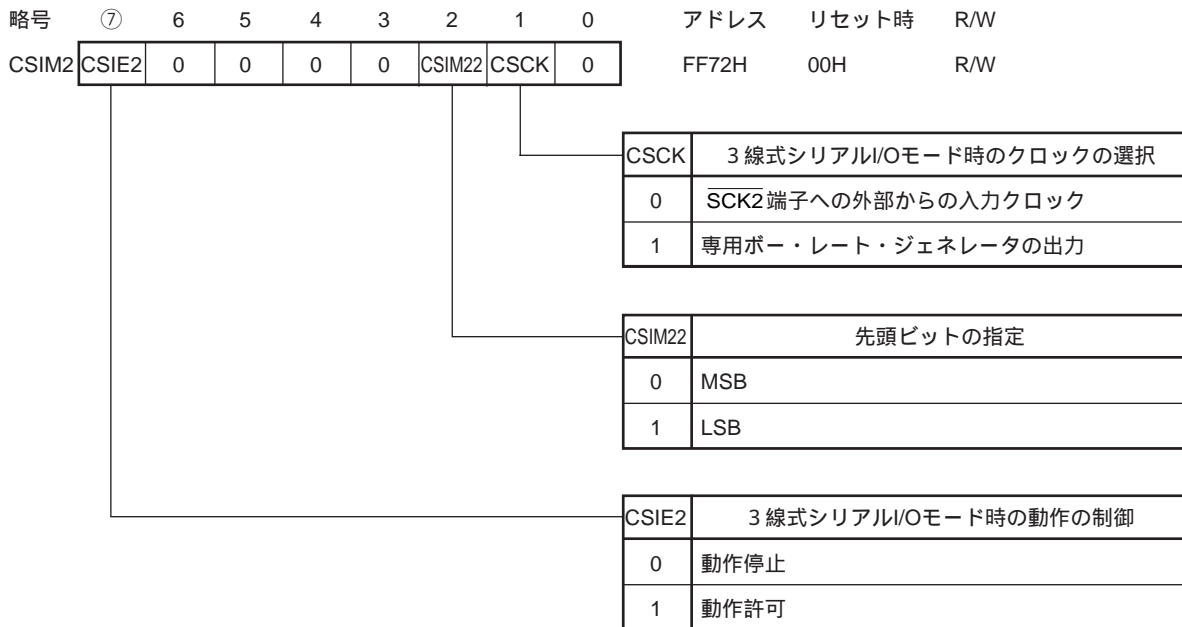 略号 ⑦ 6 5 4 3 2 1 0 アドレス リセット時 R/W
CSIM2 CSIE2 0 0 0 0 CSIM22 CSCK 0 FF72H 00H R/W
CSCK 3線式シリアルI/Oモード時のクロックの選択
0 SCK2端子への外部からの入力クロック
1 専用ボー・レート・ジェネレータの出力
CSIM22 先頭ビットの指定
0 MSB
1 LSB
CSIE2 3線式シリアルI/Oモード時の動作の制御
0 動作停止
1 動作許可